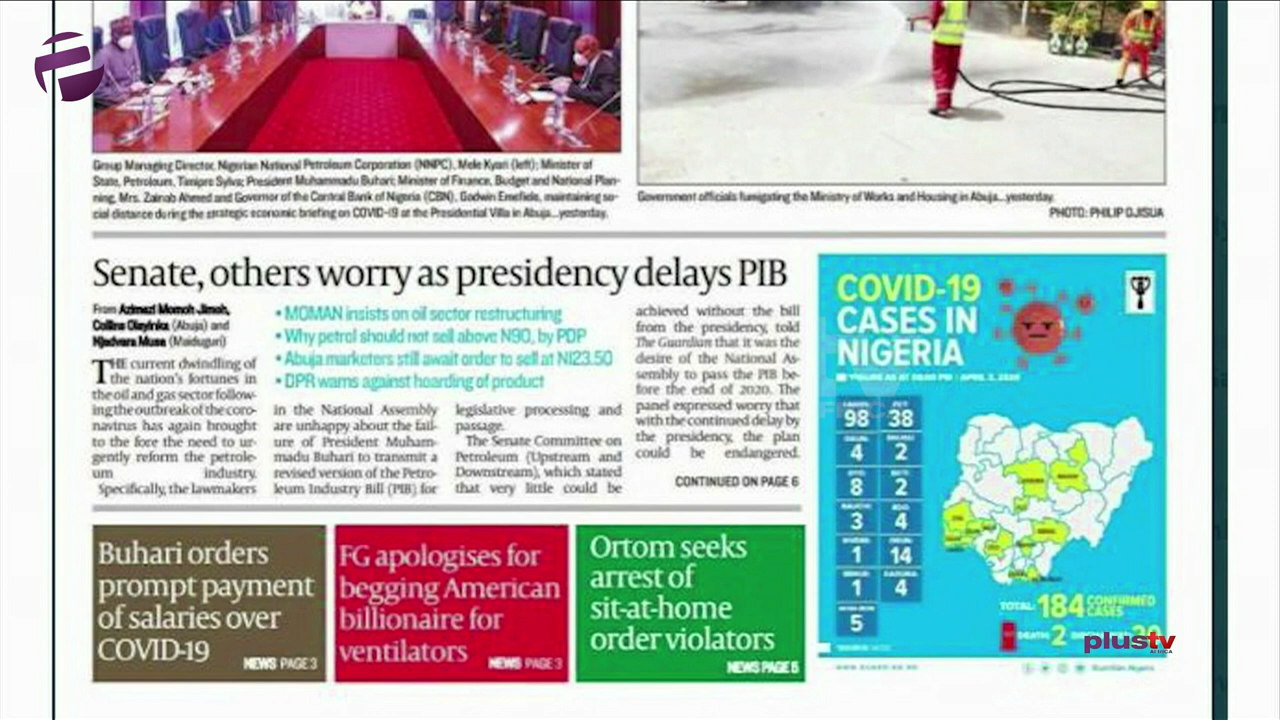 Group Managing Director, Nigerian National Petroleum Corporation (NNPC), Mele Kyari (left); Minister of
State, Petroleum, Timipre Sylva; President Muhammadu Buhari; Minister of Finance, Budget and National Plan-
ning, Mrs. Zainab Ahmed and Governor of the Central Bank of Nigeria (CBN), Godwin Emefiele, maintaining so-
cial distance during the strategic economic briefing on COVID-19 at the Presidential Villa in Abuja...yesterday.
Government officials fumigating the Ministry of Works and Housing in Abuja...yesterday.
PHOTO: PHILIP OJISUA
Senate, others worry as presidency delays PIB
From Azimazi Momoh Jimoh,
Collins Olayinka (Abuja) and
Njadvara Musa (Maiduguri)
THE current dwindling of
the nation's fortunes in
the oil and gas sector follow-
ing the outbreak of the coro-
navirus has again brought
to the fore the need to ur-
gently reform the petrole-
um industry.
Specifically, the lawmakers
• MOMAN insists on oil sector restructuring
• Why petrol should not sell above N90, by PDP
• Abuja marketers still await order to sell at N123.50
• DPR warns against hoarding of product
in the National Assembly
are unhappy about the fail-
ure of President Muham-
madu Buhari to transmit a
revised version of the Petro-
leum Industry Bill (PIB) for
legislative processing and
passage.
The Senate Committee on
Petroleum (Upstream and
Downstream), which stated
that very little could be
achieved without the bill
from the presidency, told
The Guardian that it was the
desire of the National As-
sembly to pass the PIB be-
fore the end of 2020. The
panel expressed worry that
with the continued delay by
the presidency, the plan
could be endangered.
CONTINUED ON PAGE 6
COVID-19
CASES IN
NIGERIA
98 38
4 2
8 2
3 4
1 14
1 4
5
TOTAL: 184 CONFIRMED
CASES
DEATH: 2
Buhari orders
prompt payment
of salaries over
COVID-19
NEWS PAGE 3
FG apologises for
begging American
billionaire for
ventilators
NEWS PAGE 3
Ortom seeks
arrest of
sit-at-home
order violators
NEWS PAGE 6
plustv
AFRICA